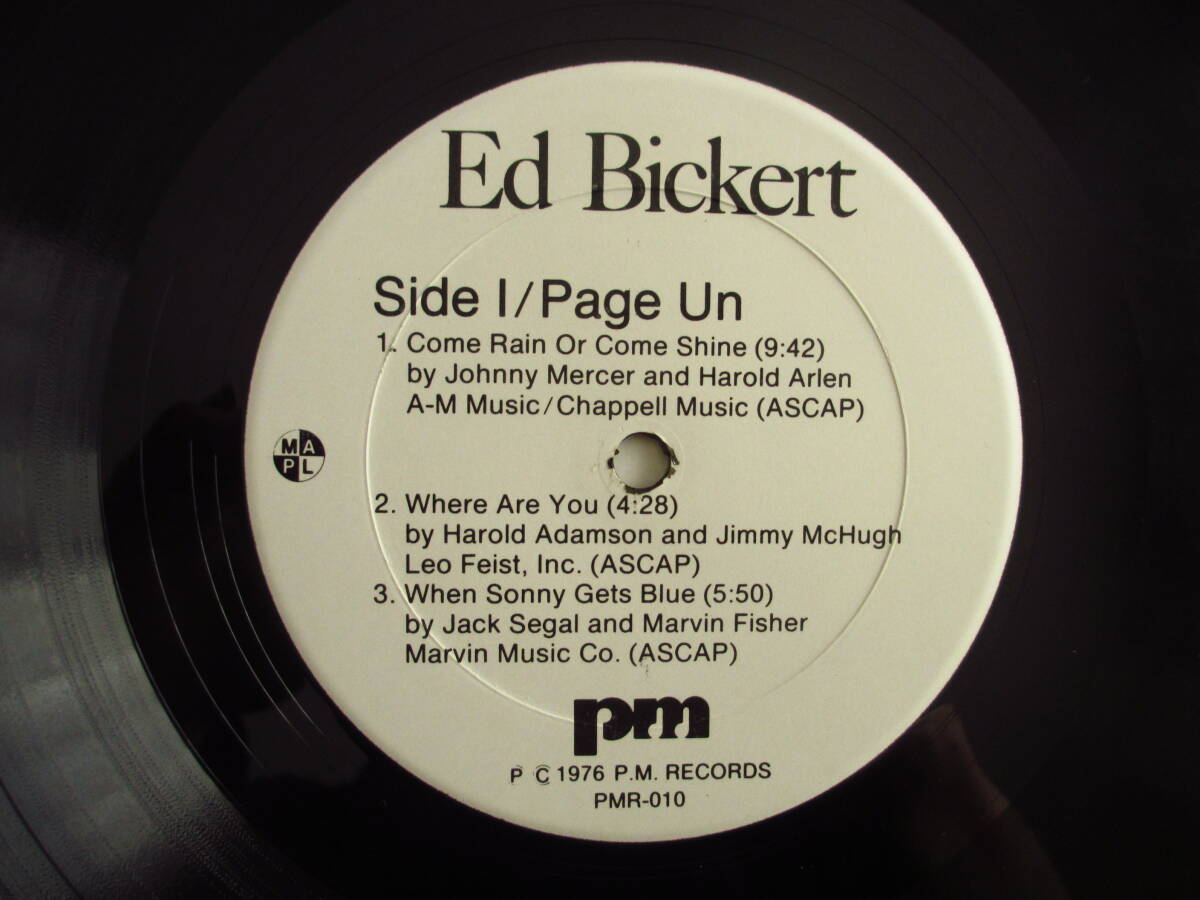 Ed Bickert
Side I/Page Un
1. Come Rain Or Come Shine (9:42)
by Johnny Mercer and Harold Arlen
A-M Music/Chappell Music (ASCAP)
MA
PL
2. Where Are You (4:28)
by Harold Adamson and Jimmy McHugh
Leo Feist, Inc. (ASCAP)
3. When Sonny Gets Blue (5:50)
by Jack Segal and Marvin Fisher
Marvin Music Co. (ASCAP)
pm
P © 1976 P.M. RECORDS
PMR-010